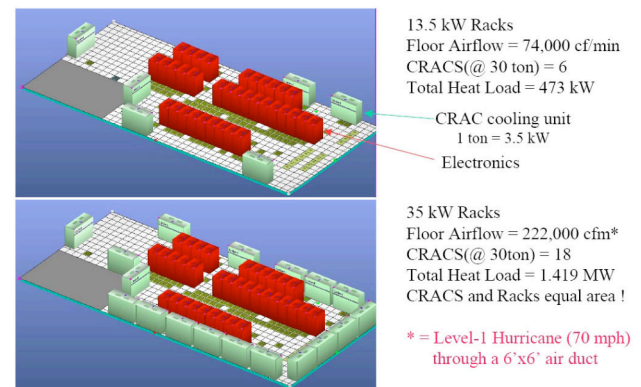 13.5 kW Racks
Floor Airflow = 74,000 cf/min
CRACS(@ 30 ton) = 6
Total Heat Load = 473 kW
CRAC cooling unit
1 ton = 3.5 kW
Electronics
35 kW Racks
Floor Airflow = 222,000 cfm*
CRACS(@ 30ton) = 18
Total Heat Load = 1.419 MW
CRACS and Racks equal area !
* = Level-1 Hurricane (70 mph)
through a 6'x6' air duct